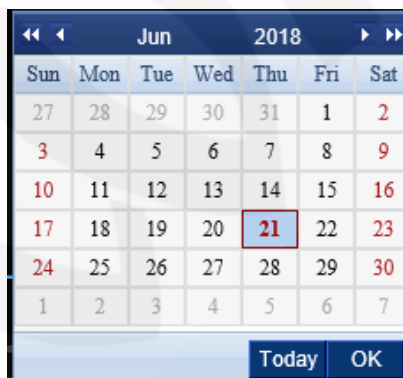 Jun 2018
Sun Mon Tue Wed Thu Fri Sat
27 28 29 30 31 1 2
3 4 5 6 7 8 9
10 11 12 13 14 15 16
17 18 19 20 21 22 23
24 25 26 27 28 29 30
1 2 3 4 5 6 7
Today OK